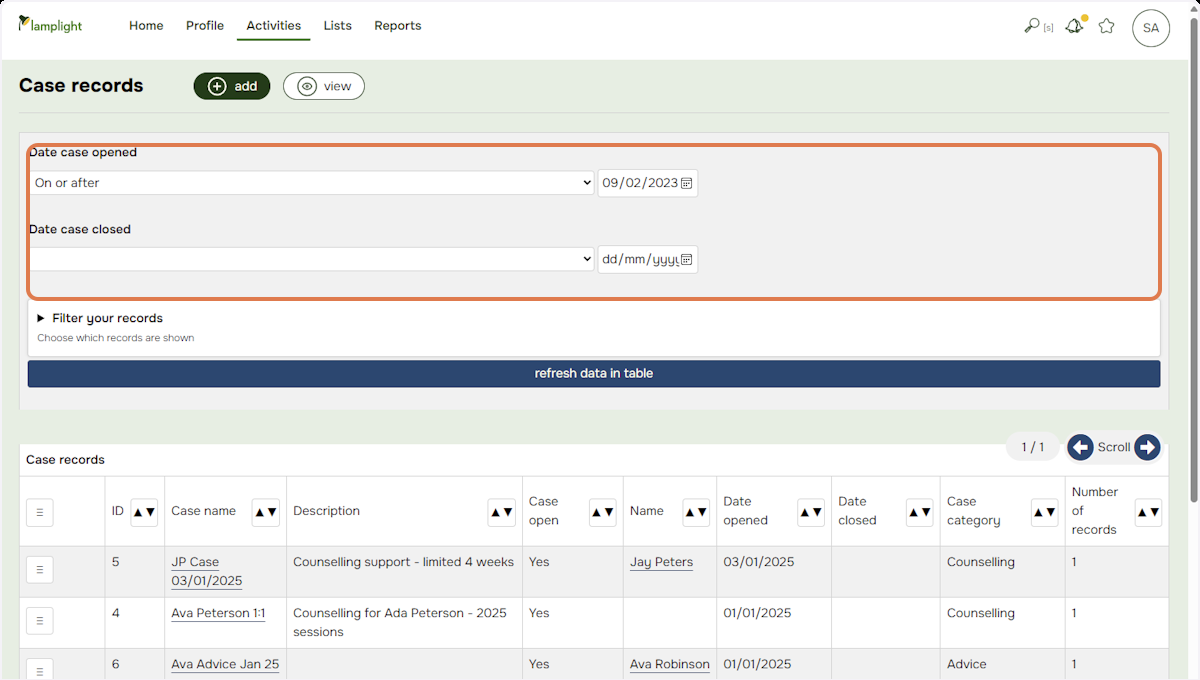 lamplight Home Profile Activities Lists Reports [s] SA
Case records add view
Date case opened
On or after 09/02/2023
Date case closed
dd/mm/yyyy
Filter your records
Choose which records are shown
refresh data in table
1 / 1 Scroll
Case records
ID Case name Description Case open Name Date opened Date closed Case category Number of records
5 JP Case 03/01/2025 Counselling support - limited 4 weeks Yes Jay Peters 03/01/2025 Counselling 1
4 Ava Peterson 1:1 Counselling for Ada Peterson - 2025 sessions Yes 01/01/2025 Counselling 1
6 Ava Advice Jan 25 Yes Ava Robinson 01/01/2025 Advice 1